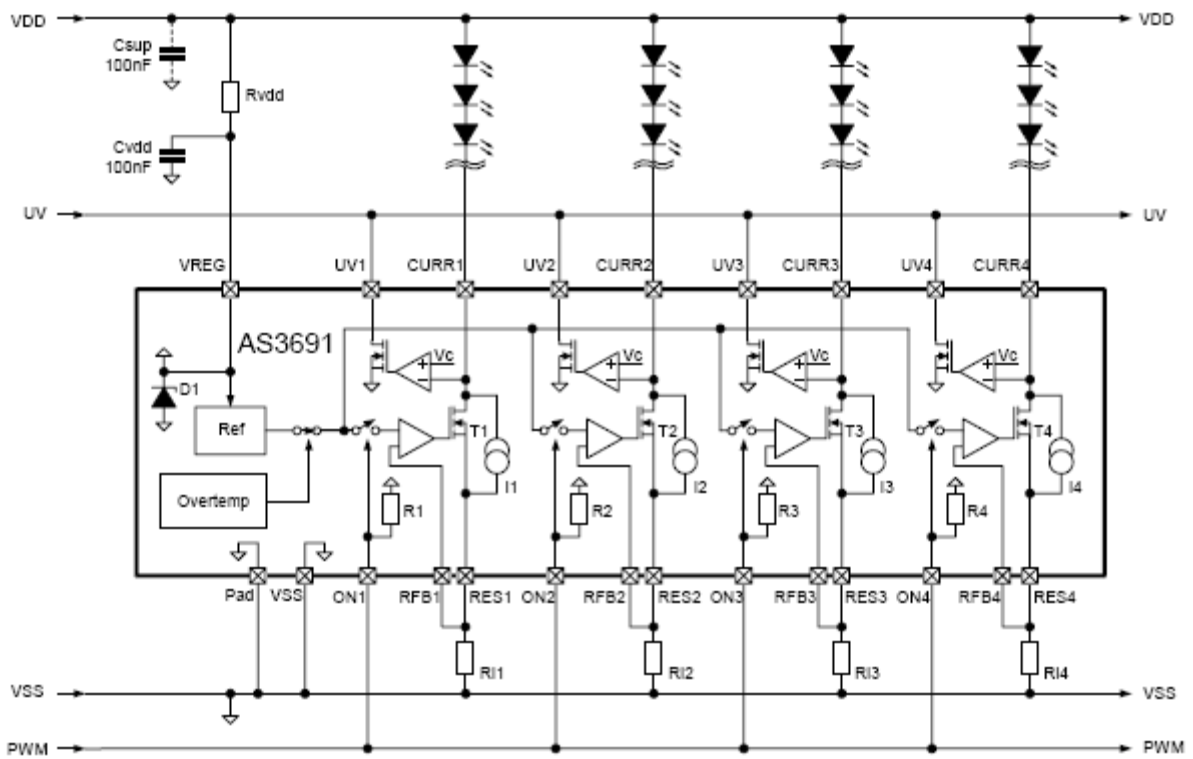 VDD VDD
Csup
100nF
Rvdd
Cvdd
100nF
UV UV
VREG UV1 CURR1 UV2 CURR2 UV3 CURR3 UV4 CURR4
AS3691
Vc Vc Vc Vc
D1
Ref T1 T2 T3 T4
I1 I2 I3 I4
Overtemp R1 R2 R3 R4
Pad VSS ON1 RFB1 RES1 ON2 RFB2 RES2 ON3 RFB3 RES3 ON4 RFB4 RES4
RI1 RI2 RI3 RI4
VSS VSS
PWM PWM